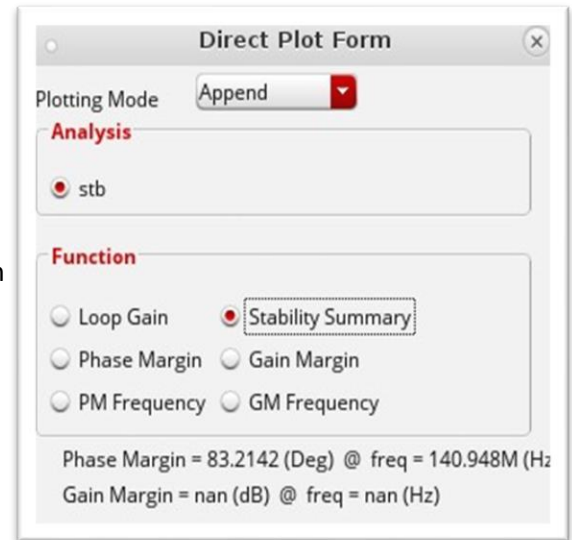 Direct Plot Form
Plotting Mode Append
Analysis
stb
Function
Loop Gain Stability Summary
Phase Margin Gain Margin
PM Frequency GM Frequency
Phase Margin = 83.2142 (Deg) @ freq = 140.948M (Hz
Gain Margin = nan (dB) @ freq = nan (Hz)